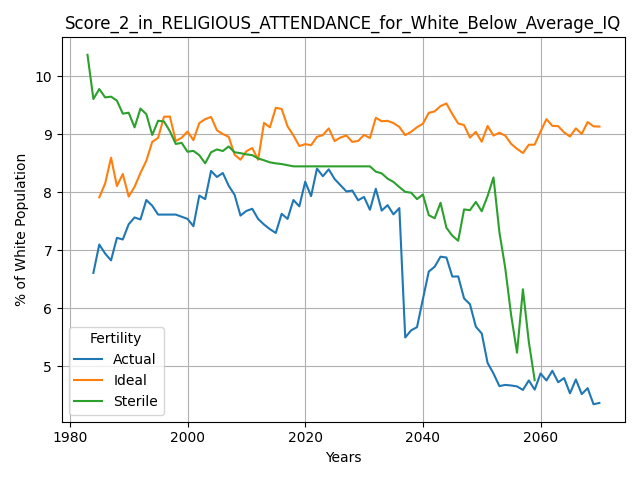 Score_2_in_RELIGIOUS_ATTENDANCE_for_White_Below_Average_IQ
% of White Population
10
9
8
7
6
5
Fertility
Actual
Ideal
Sterile
1980 2000 2020 2040 2060
Years